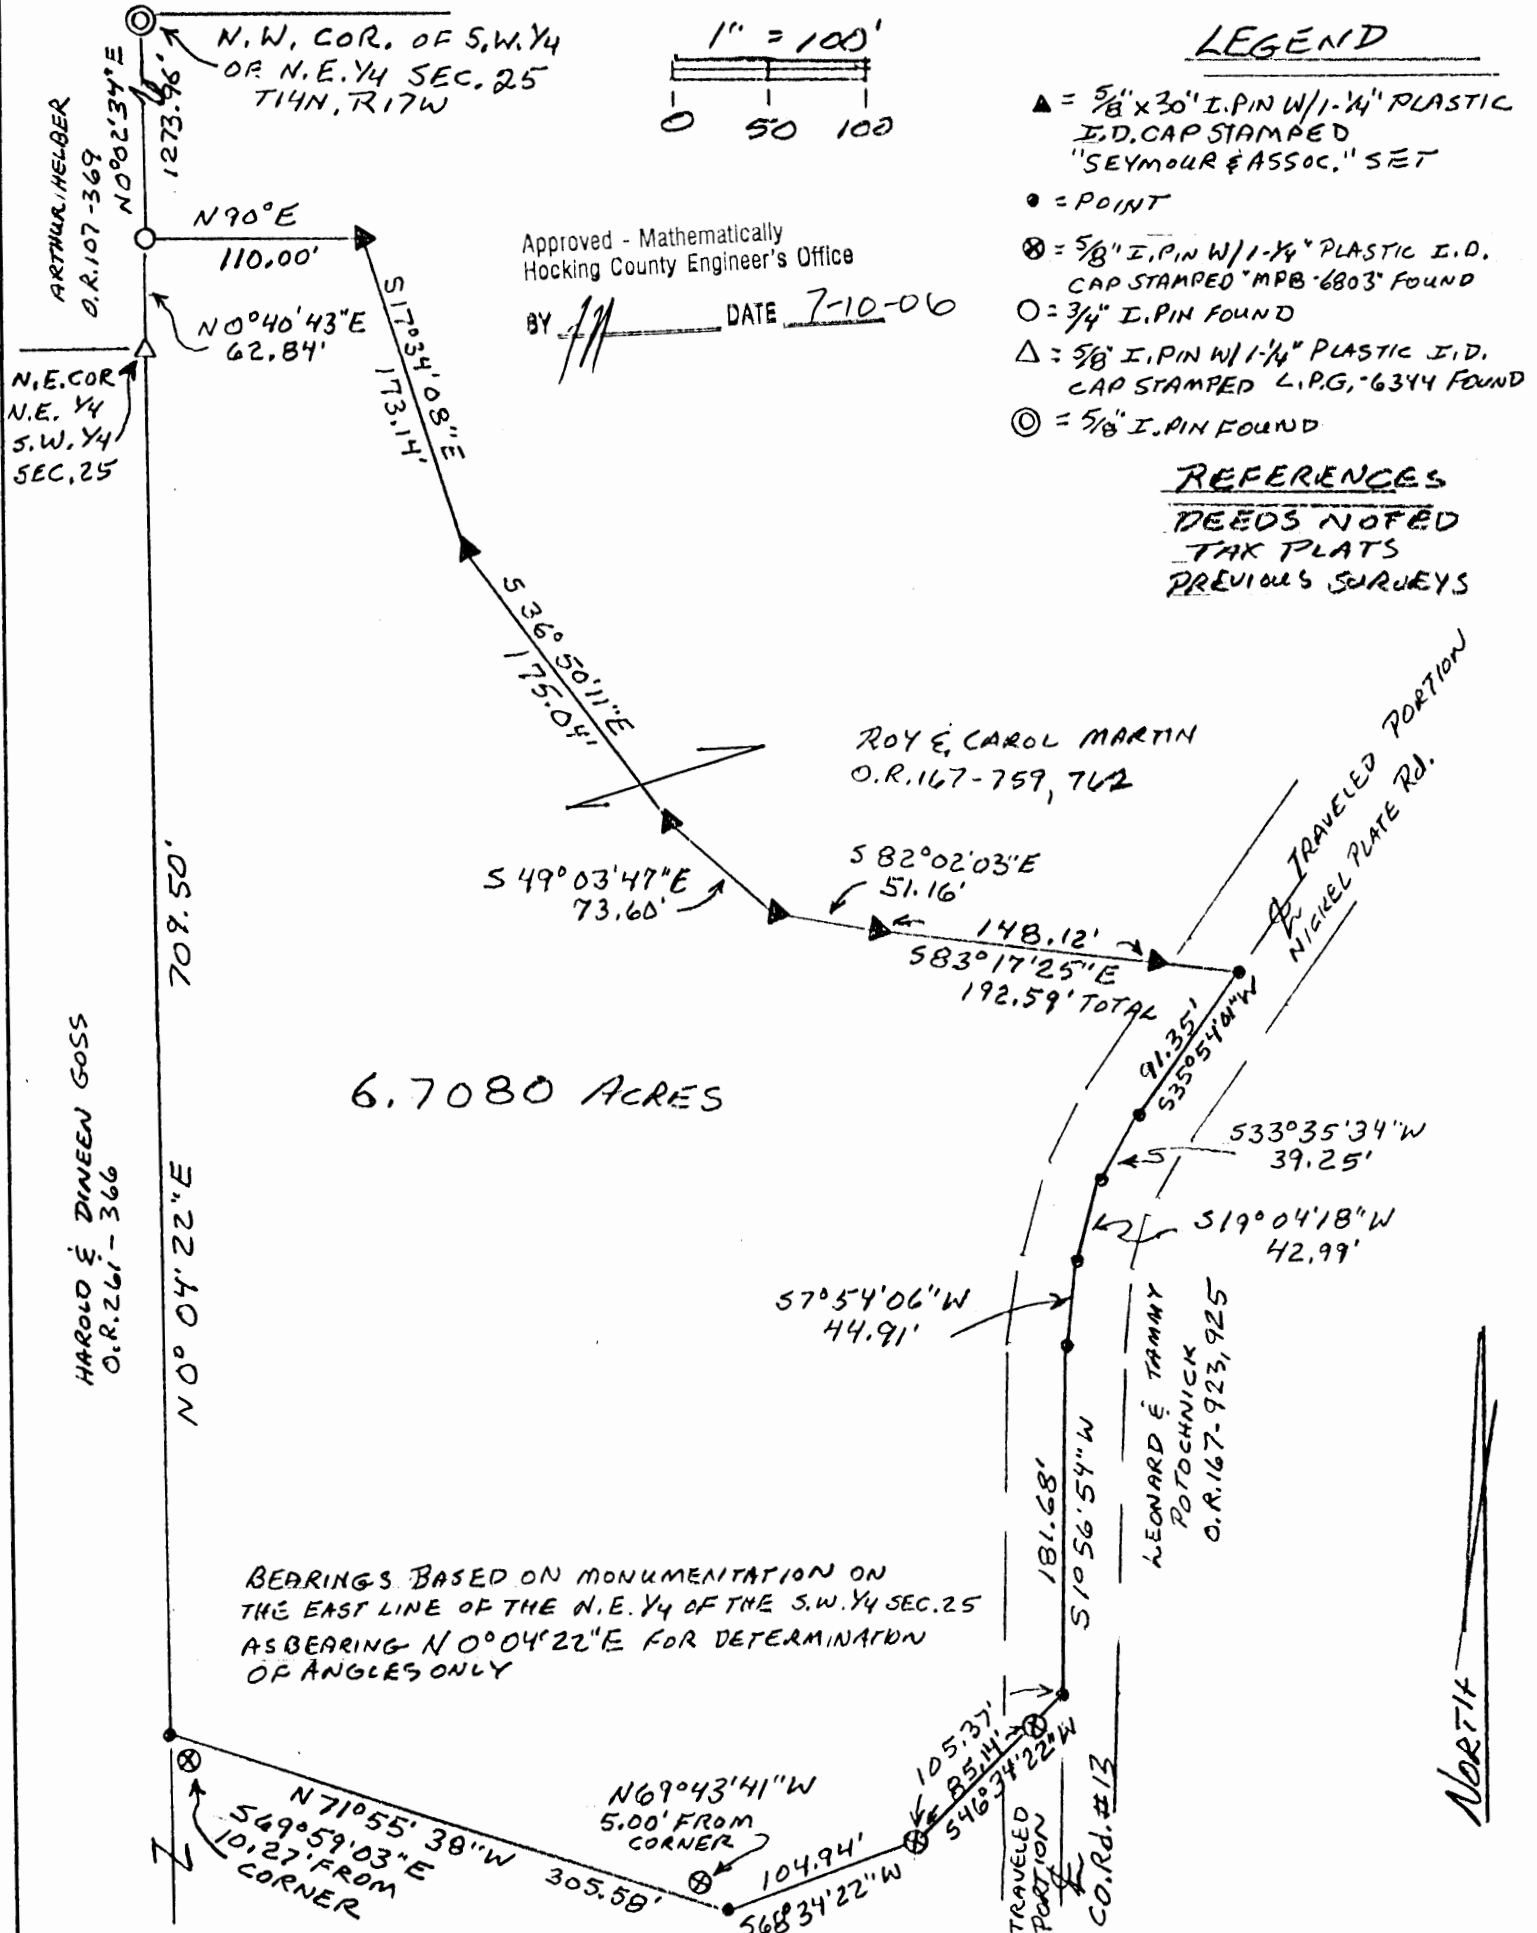 N.W. COR. OF S.W.1/4
OF N.E.1/4 SEC.25
T14N, R17W
1" = 100'
0 50 100
LEGEND
▲ = 5/8" x 30" I.PIN W/1-1/4" PLASTIC
I.D. CAP STAMPED
"SEYMOUR & ASSOC." SET
● = POINT
⊗ = 5/8" I.PIN W/1-1/4" PLASTIC I.D.
CAP STAMPED "MPB-6803" FOUND
○ = 3/4" I.PIN FOUND
△ = 5/8" I.PIN W/1-1/4" PLASTIC I.D.
CAP STAMPED L.P.G.-6344 FOUND
◎ = 5/8" I.PIN FOUND
REFERENCES
DEEDS NOTED
TAX PLATS
PREVIOUS SURVEYS
ARTHUR HELBER
O.R.107-369
N0°02'34"E
1273.96'
N90°E
110.00'
Approved - Mathematically
Hocking County Engineer's Office
BY DATE 7-10-06
N0°40'43"E
62.84'
N.E.COR
N.E. 1/4
S.W.1/4
SEC.25
S17°34'08"E
173.14'
S36°50'11"E
175.04'
ROY & CAROL MARTIN
O.R.167-759, 762
S49°03'47"E
73.60'
S82°02'03"E
51.16'
148.12'
S83°17'25"E
192.59' TOTAL
TRAVELED PORTION
NICKEL PLATE Rd.
91.35'
S35°54'01"W
S33°35'34"W
39.25'
S19°04'18"W
42.99'
S7°54'06"W
44.91'
6.7080 ACRES
709.50'
N0°04'22"E
HAROLD & DINEEN GOSS
O.R.261-366
LEONARD & TAMMY
POTOCHNICK
O.R.167-923,925
181.68'
S1°56'54"W
BEARINGS BASED ON MONUMENTATION ON
THE EAST LINE OF THE N.E.1/4 OF THE S.W.1/4 SEC.25
AS BEARING N0°04'22"E FOR DETERMINATION
OF ANGLES ONLY
N71°55'38"W 305.58'
S69°59'03"E
10.27' FROM
CORNER
N69°43'41"W
5.00' FROM
CORNER
104.94'
S68°34'22"W
105.37'
85.14'
S46°34'22"W
TRAVELED
PORTION
CO.Rd.#13
NORTH